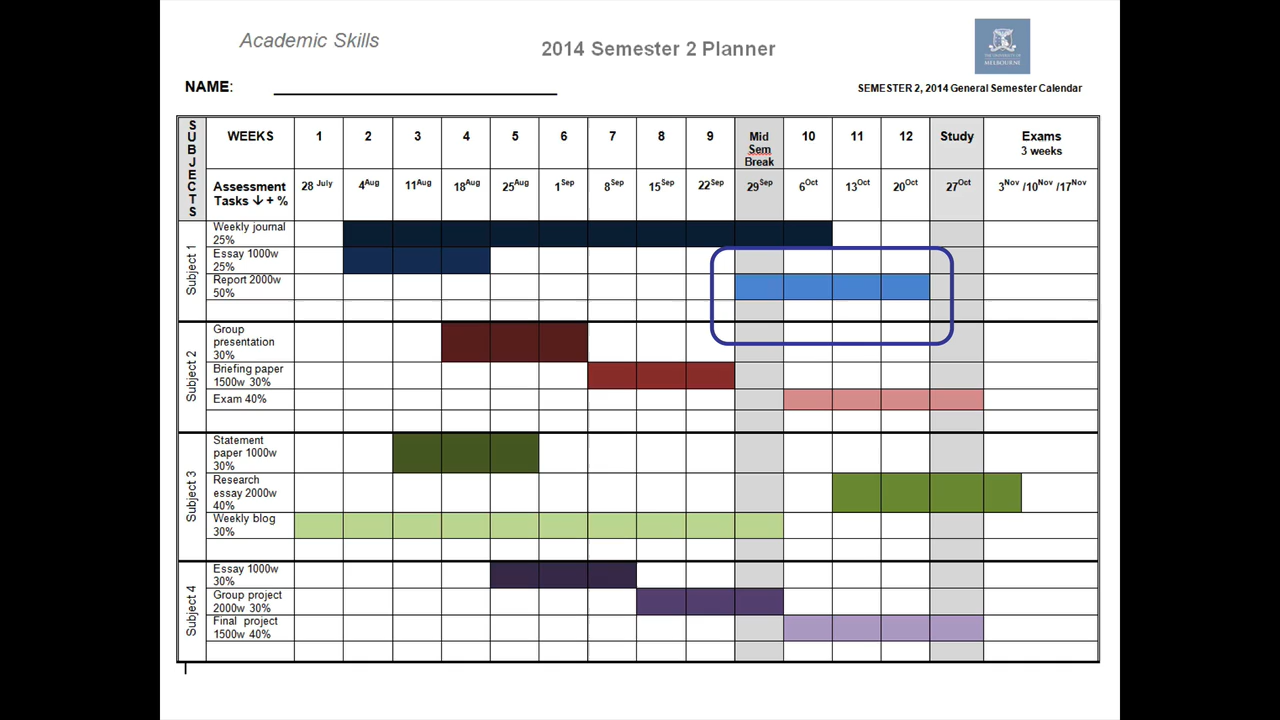 Academic Skills
2014 Semester 2 Planner
THE UNIVERSITY OF
MELBOURNE
NAME:
SEMESTER 2, 2014 General Semester Calendar
SUBJECTS
WEEKS 1 2 3 4 5 6 7 8 9 Mid Sem Break 10 11 12 Study Exams
3 weeks
Assessment
Tasks ↓ + %
28 July 4Aug 11Aug 18Aug 25Aug 1Sep 8Sep 15Sep 22Sep 29Sep 6Oct 13Oct 20Oct 27Oct 3Nov /10Nov /17Nov
Subject 1
Weekly journal
25%
Essay 1000w
25%
Report 2000w
50%
Subject 2
Group
presentation
30%
Briefing paper
1500w 30%
Exam 40%
Subject 3
Statement
paper 1000w
30%
Research
essay 2000w
40%
Weekly blog
30%
Subject 4
Essay 1000w
30%
Group project
2000w 30%
Final project
1500w 40%